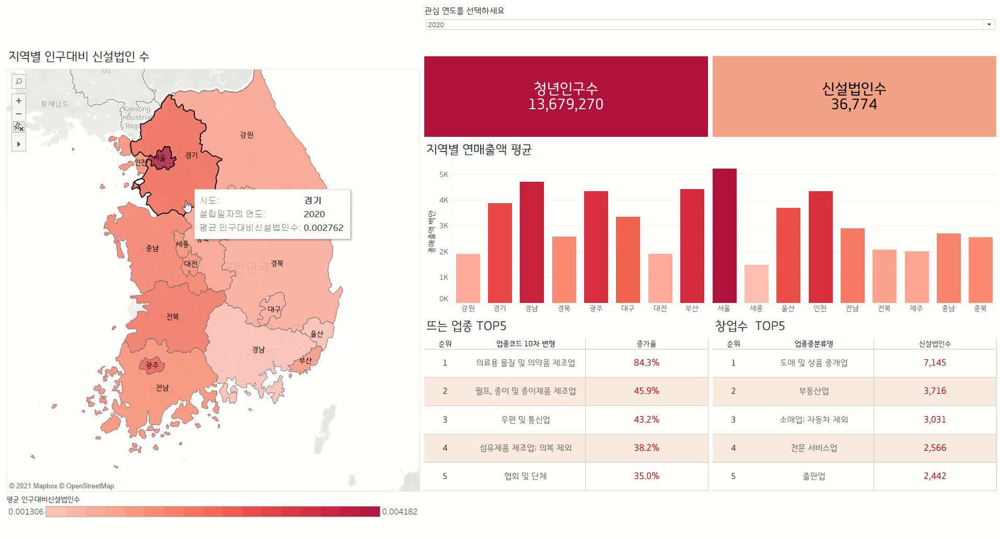 관심 연도를 선택하세요
2020
지역별 인구대비 신설법인 수
황해남도
Kaesong
Industrial
Region
강원
인천
서울
경기
시도: 경기
설립일자의 연도: 2020
평균 인구대비신설법인수: 0.002762
충남
세종
대전
대한민국
경북
전북
대구
울산
경남
부산
광주
전남
© 2021 Mapbox © OpenStreetMap
평균 인구대비신설법인수
0.001306 0.004182
청년인구수
13,679,270
신설법인수
36,774
지역별 연매출액 평균
총매출액 백만
5K
4K
3K
2K
1K
0K
강원 경기 경남 경북 광주 대구 대전 부산 서울 세종 울산 인천 전남 전북 제주 충남 충북
뜨는 업종 TOP5
순위 업종코드 10차 변형 증가율
1 의료용 물질 및 의약품 제조업 84.3%
2 펄프, 종이 및 종이제품 제조업 45.9%
3 우편 및 통신업 43.2%
4 섬유제품 제조업; 의복 제외 38.2%
5 협회 및 단체 35.0%
창업수 TOP5
순위 업종중분류명 신설법인수
1 도매 및 상품 중개업 7,145
2 부동산업 3,716
3 소매업; 자동차 제외 3,031
4 전문 서비스업 2,566
5 출판업 2,442